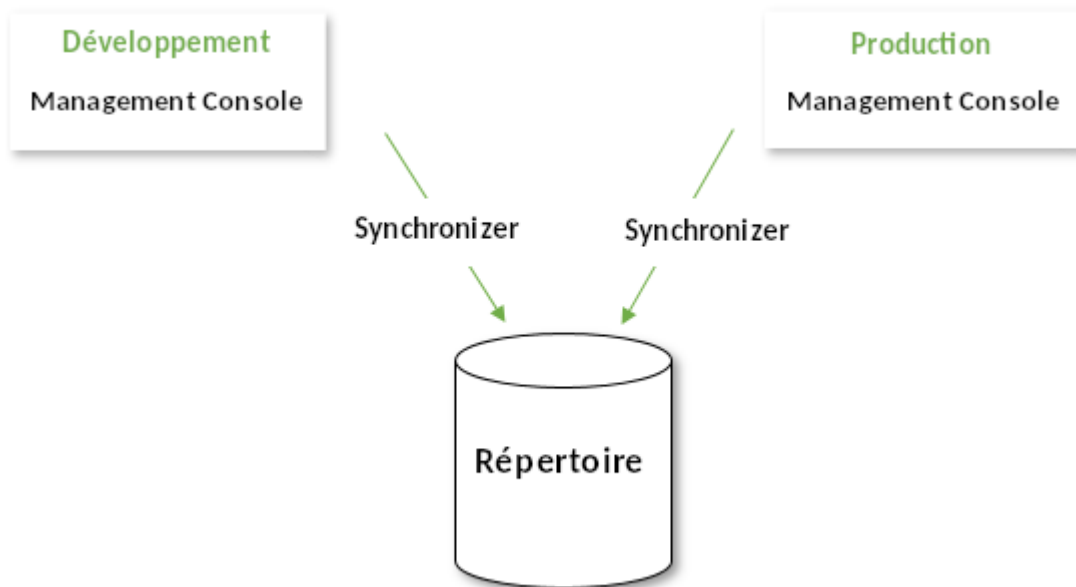 Développement
Management Console
Production
Management Console
Synchronizer
Synchronizer
Répertoire